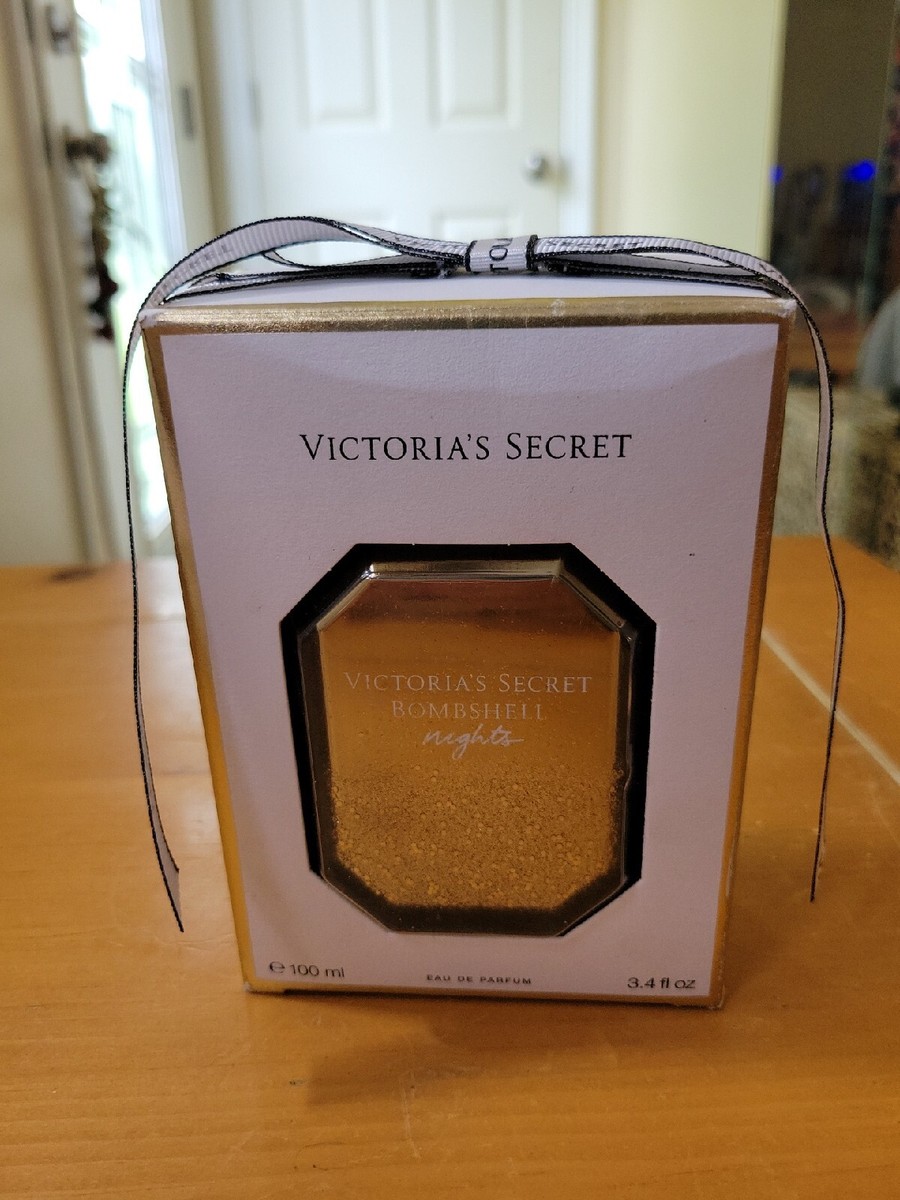 VICTORIA'S SECRET
VICTORIA'S SECRET
BOMBSHELL
nights
℮ 100 ml
EAU DE PARFUM
3.4 fl oz